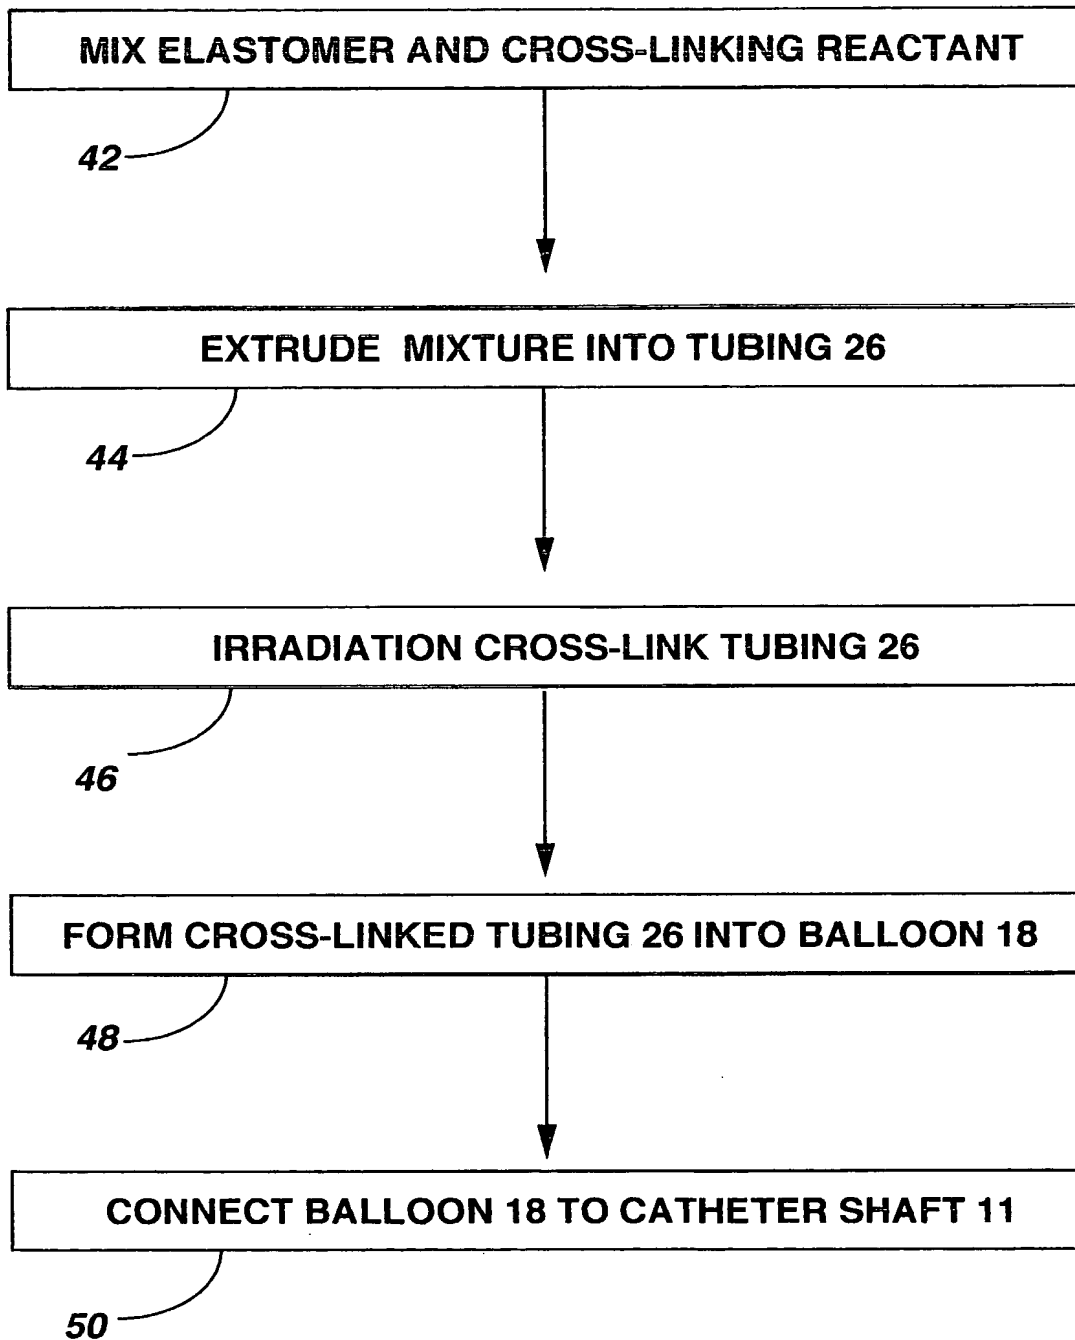 MIX ELASTOMER AND CROSS-LINKING REACTANT
42
EXTRUDE MIXTURE INTO TUBING 26
44
IRRADIATION CROSS-LINK TUBING 26
46
FORM CROSS-LINKED TUBING 26 INTO BALLOON 18
48
CONNECT BALLOON 18 TO CATHETER SHAFT 11
50